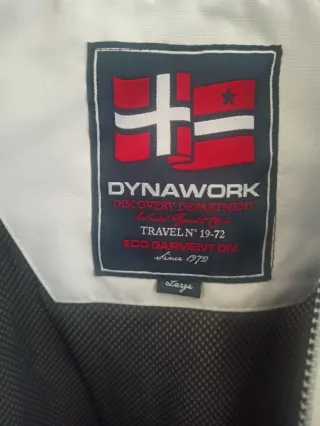 DYNAWORK
DISCOVERY DEPARTMENT
TRAVEL N° 19-72
ECO GARMENT DIV.
Since 1972
Large